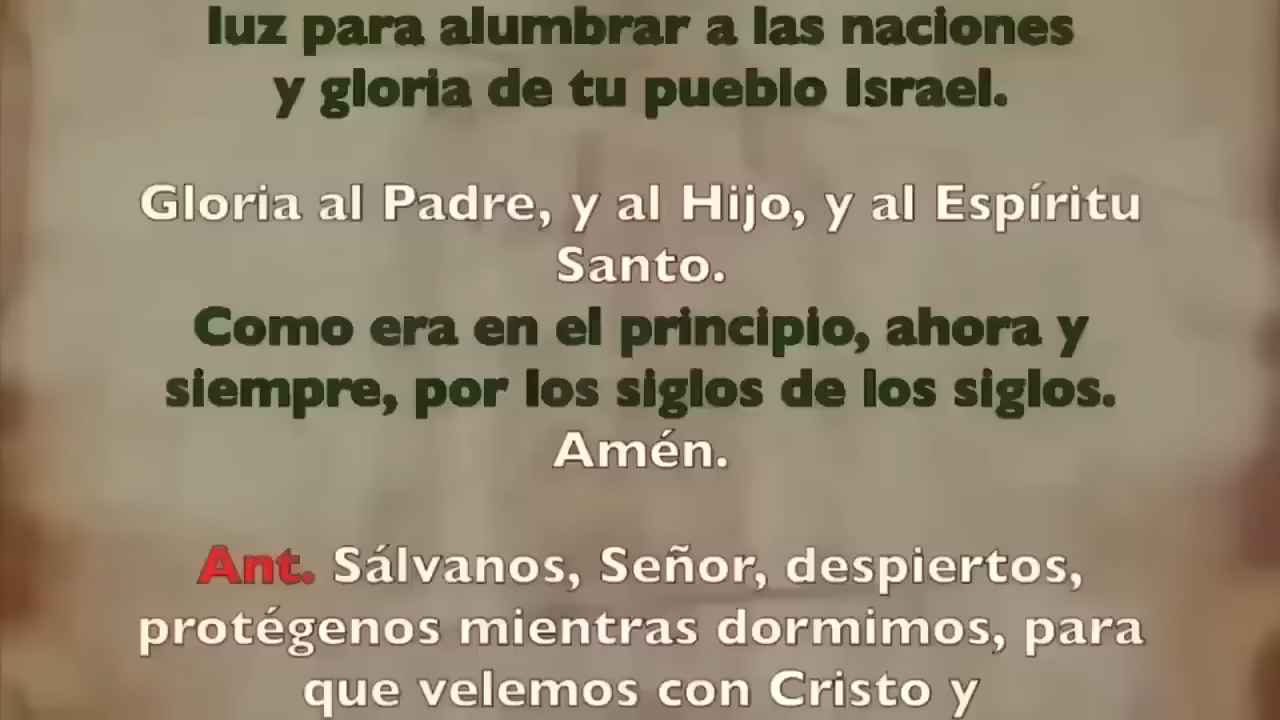 luz para alumbrar a las naciones
y gloria de tu pueblo Israel.
Gloria al Padre, y al Hijo, y al Espíritu
Santo.
Como era en el principio, ahora y
siempre, por los siglos de los siglos.
Amén.
Ant. Sálvanos, Señor, despiertos,
protégenos mientras dormimos, para
que velemos con Cristo y